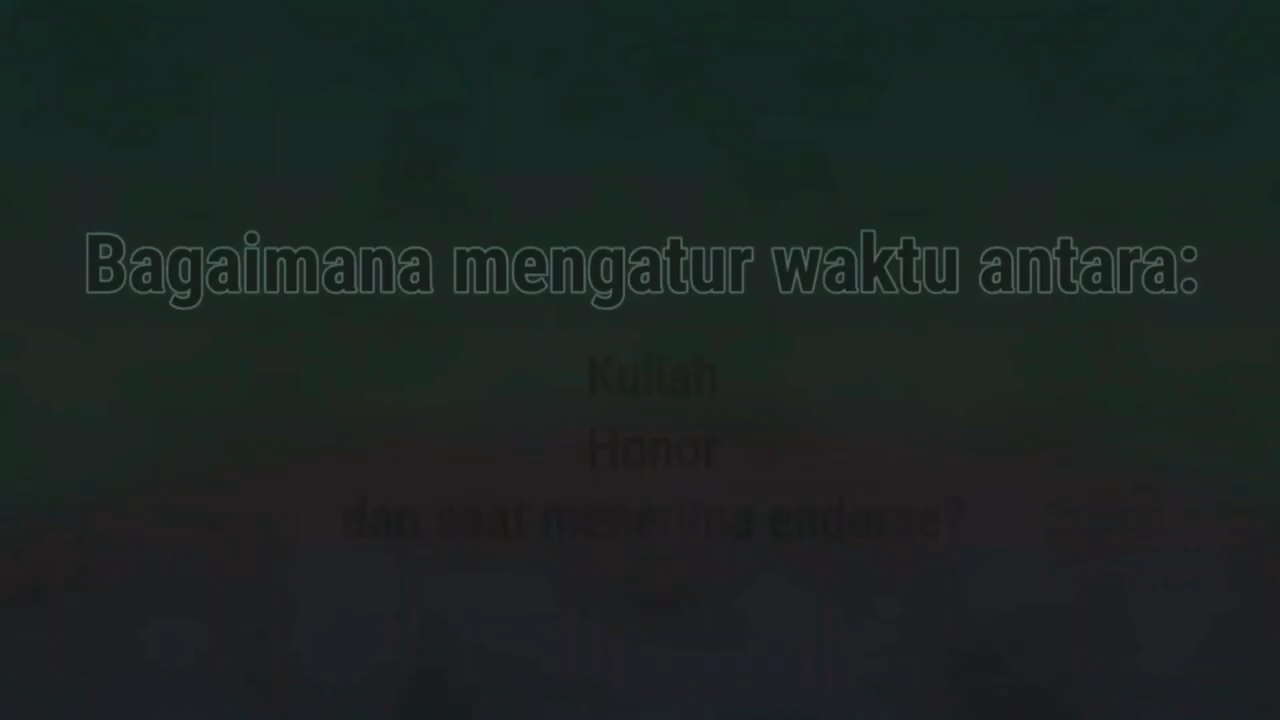 Bagaimana mengatur waktu antara:
Kuliah
Honor
dan saat menerima endorse?